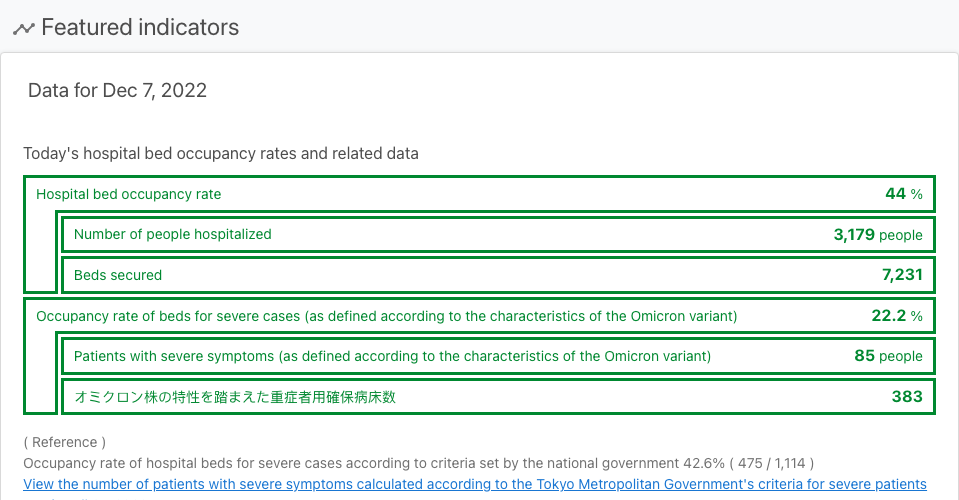 Featured indicators
Data for Dec 7, 2022
Today's hospital bed occupancy rates and related data
Hospital bed occupancy rate 44 %
Number of people hospitalized 3,179 people
Beds secured 7,231
Occupancy rate of beds for severe cases (as defined according to the characteristics of the Omicron variant) 22.2 %
Patients with severe symptoms (as defined according to the characteristics of the Omicron variant) 85 people
オミクロン株の特性を踏まえた重症者用確保病床数 383
( Reference )
Occupancy rate of hospital beds for severe cases according to criteria set by the national government 42.6% ( 475 / 1,114 )
View the number of patients with severe symptoms calculated according to the Tokyo Metropolitan Government's criteria for severe patients